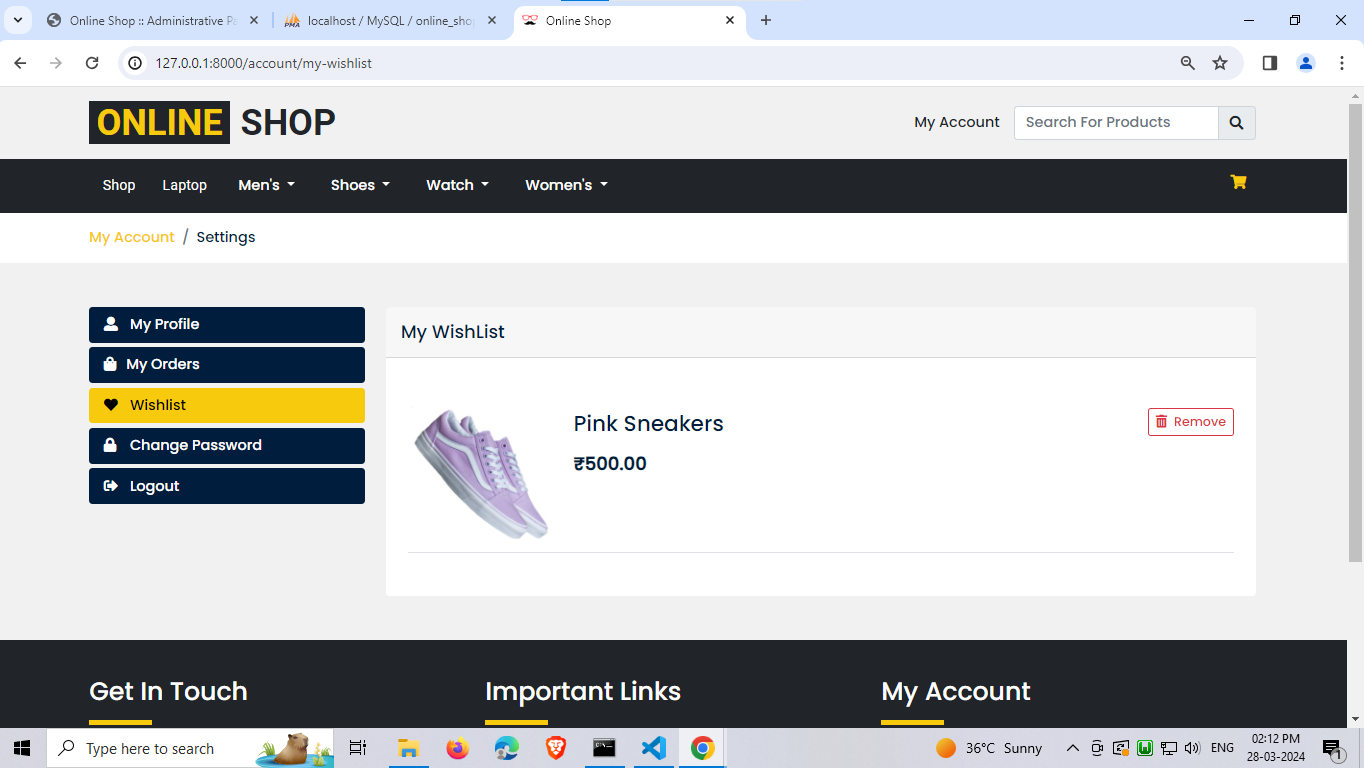 Online Shop :: Administrative Pa
localhost / MySQL / online_shop
Online Shop
127.0.0.1:8000/account/my-wishlist
ONLINE SHOP
My Account
Search For Products
Shop
Laptop
Men's
Shoes
Watch
Women's
My Account / Settings
My Profile
My Orders
Wishlist
Change Password
Logout
My WishList
Pink Sneakers
Remove
₹500.00
Get In Touch
Important Links
My Account
Type here to search
36°C Sunny
ENG
02:12 PM
28-03-2024
1